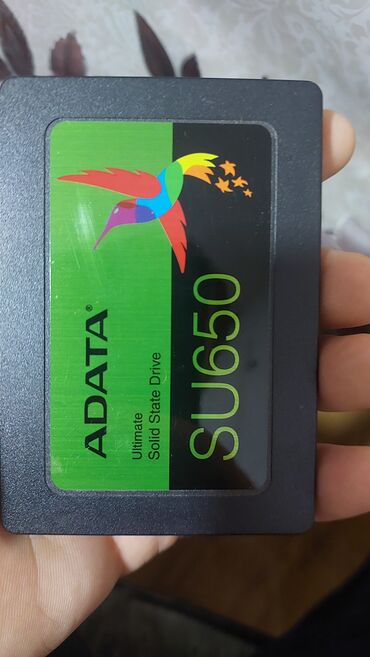 ADATA®
Ultimate
Solid State Drive
SU650